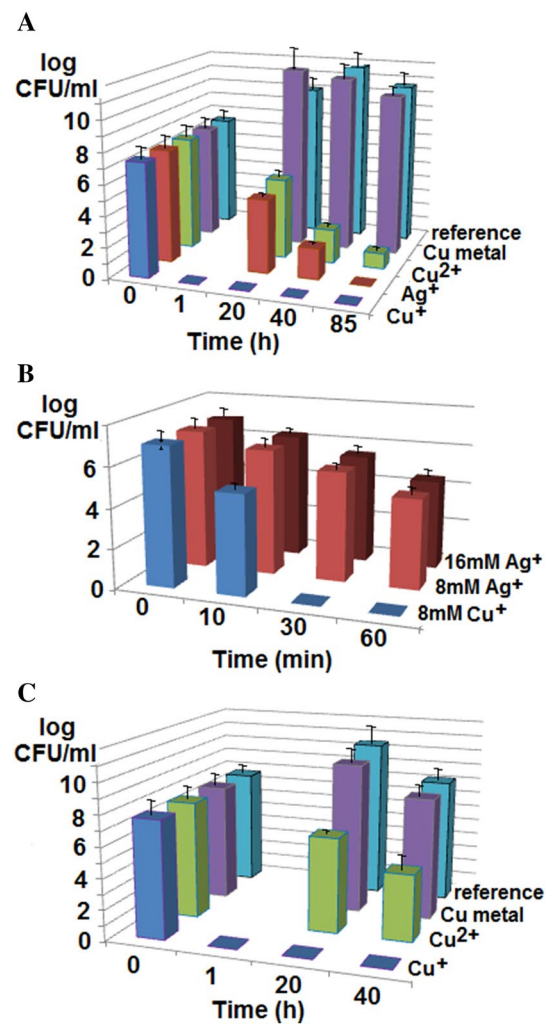 A
log
CFU/ml
10
8
6
4
2
0
0 1 20 40 85
Time (h)
reference
Cu metal
Cu2+
Ag+
Cu+
B
log
CFU/ml
6
4
2
0
0 10 30 60
Time (min)
16mM Ag+
8mM Ag+
8mM Cu+
C
log
CFU/ml
10
8
6
4
2
0
0 1 20 40
Time (h)
reference
Cu metal
Cu2+
Cu+